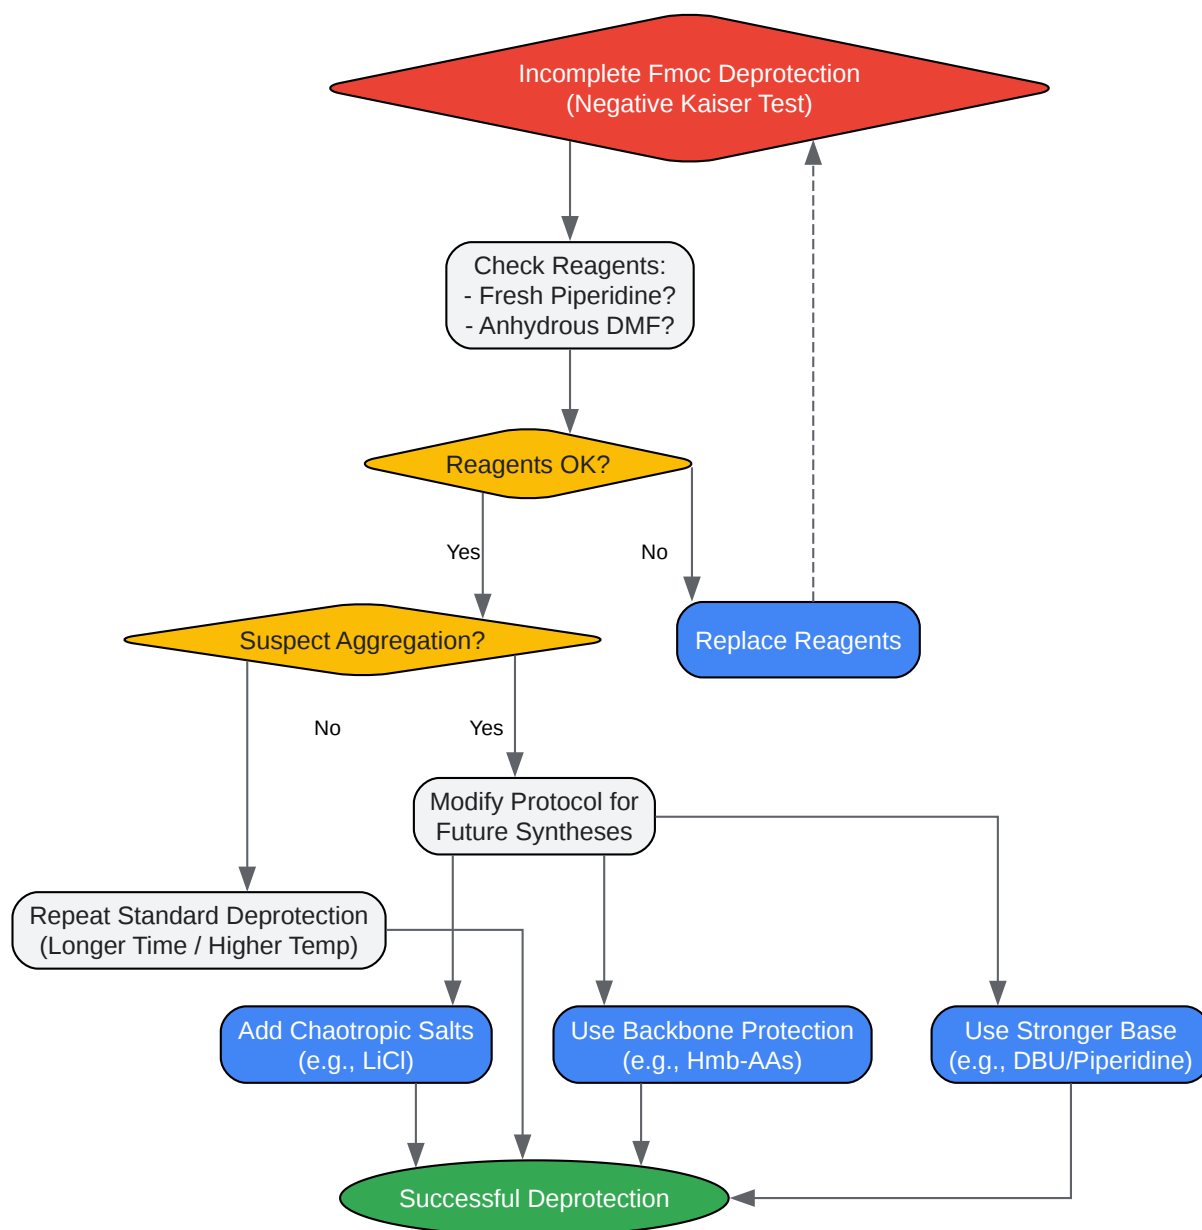 Incomplete Fmoc Deprotection
(Negative Kaiser Test)
Check Reagents:
- Fresh Piperidine?
- Anhydrous DMF?
Reagents OK?
Yes
No
Suspect Aggregation?
Replace Reagents
No
Yes
Modify Protocol for
Future Syntheses
Repeat Standard Deprotection
(Longer Time / Higher Temp)
Add Chaotropic Salts
(e.g., LiCl)
Use Backbone Protection
(e.g., Hmb-AAs)
Use Stronger Base
(e.g., DBU/Piperidine)
Successful Deprotection